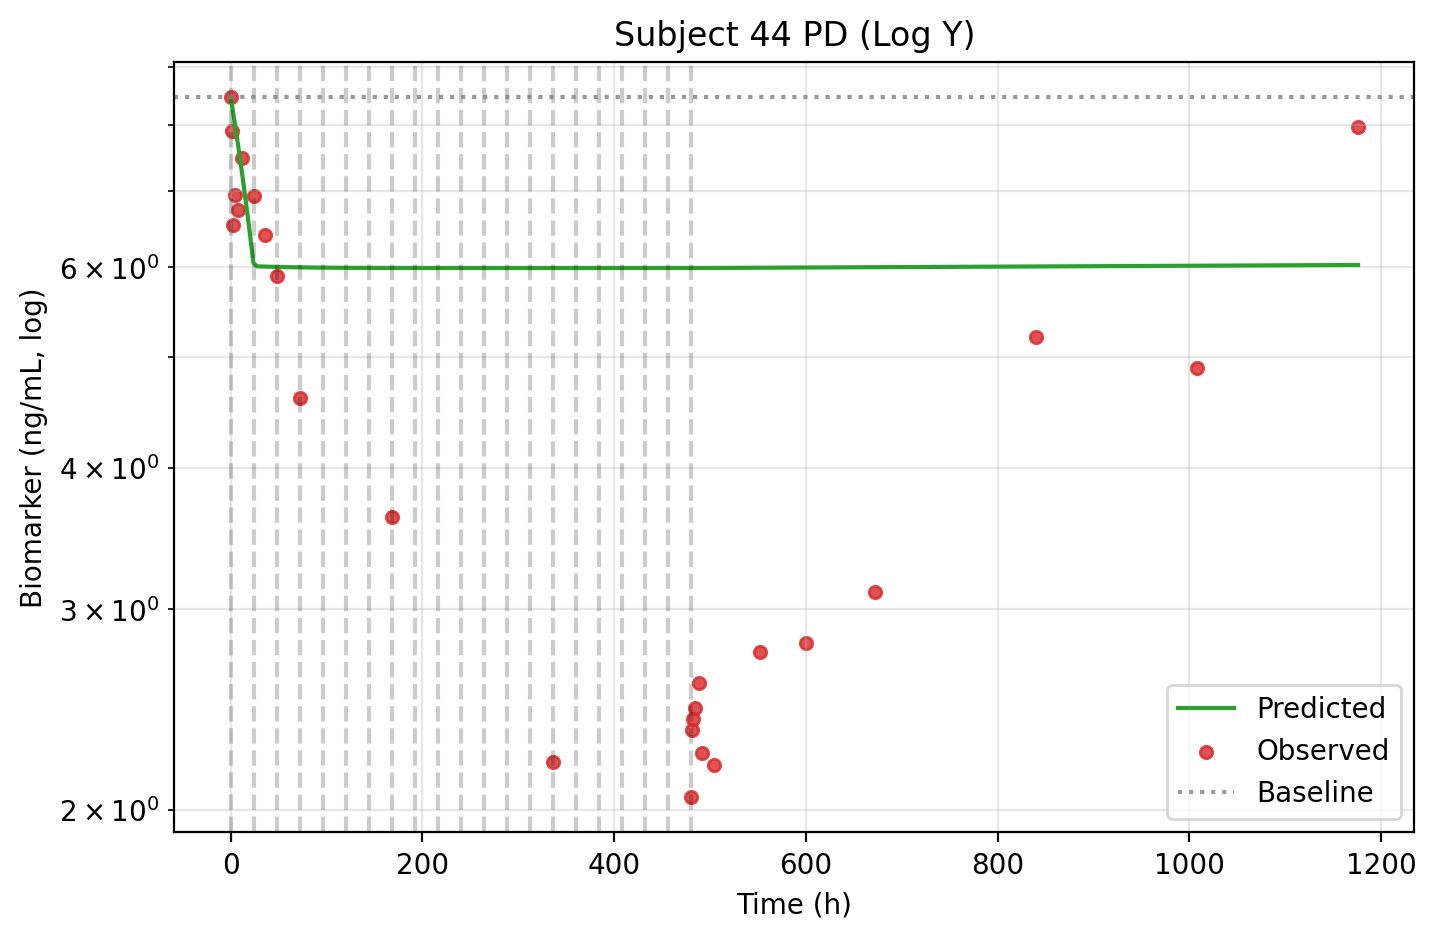 Subject 44 PD (Log Y)
Biomarker (ng/mL, log)
6 × 10⁰
4 × 10⁰
3 × 10⁰
2 × 10⁰
Predicted
Observed
Baseline
0 200 400 600 800 1000 1200
Time (h)